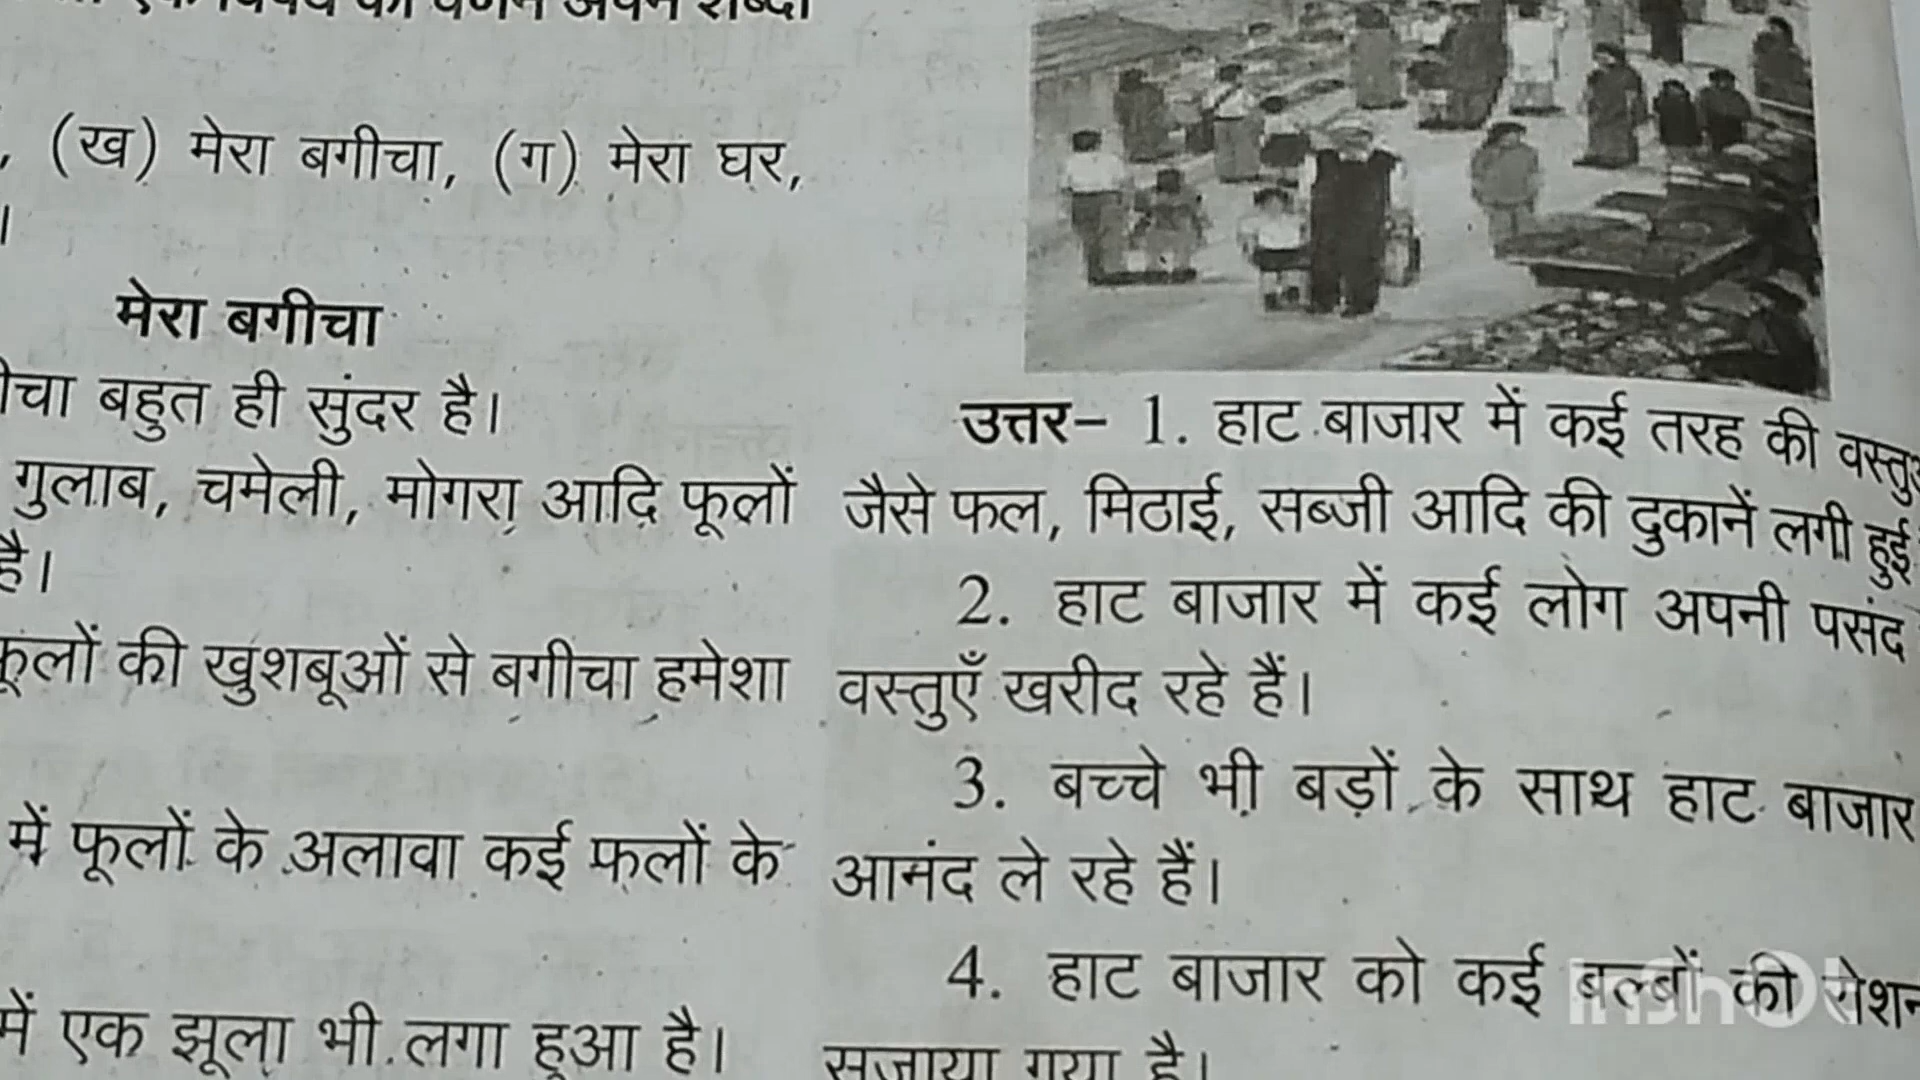 , (ख) मेरा बगीचा, (ग) मेरा घर,
।
मेरा बगीचा
बहुत ही सुंदर है।
गुलाब, चमेली, मोगरा आदि फूलों
है।
फूलों की खुशबूओं से बगीचा हमेशा
में फूलों के अलावा कई फलों के
में एक झूला भी लगा हुआ है।
उत्तर– 1. हाट बाजार में कई तरह की
जैसे फल, मिठाई, सब्जी आदि की दुकानें लगी हुई
2. हाट बाजार में कई लोग अपनी पसंद
वस्तुएँ खरीद रहे हैं।
3. बच्चे भी बड़ों के साथ हाट बाजार
आनंद ले रहे हैं।
4. हाट बाजार को कई बल्बों की
सजाया गया है।
InShOt